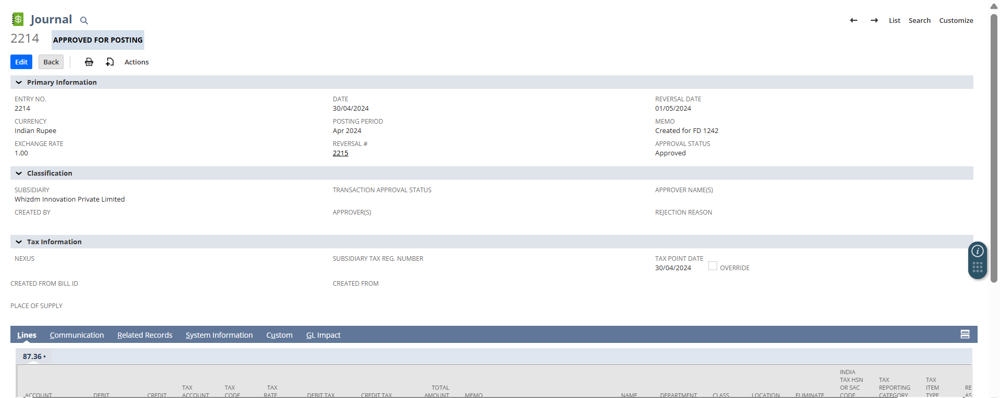 Journal
List Search Customize
2214 APPROVED FOR POSTING
Edit Back Actions
Primary Information
ENTRY NO. DATE REVERSAL DATE
2214 30/04/2024 01/05/2024
CURRENCY POSTING PERIOD MEMO
Indian Rupee Apr 2024 Created for FD 1242
EXCHANGE RATE REVERSAL # APPROVAL STATUS
1.00 2215 Approved
Classification
SUBSIDIARY TRANSACTION APPROVAL STATUS APPROVER NAME(S)
Whizdm Innovation Private Limited
CREATED BY APPROVER(S) REJECTION REASON
Tax Information
NEXUS SUBSIDIARY TAX REG. NUMBER TAX POINT DATE
30/04/2024 OVERRIDE
CREATED FROM BILL ID CREATED FROM
PLACE OF SUPPLY
Lines Communication Related Records System Information Custom GL Impact
87.36 •
INDIA
TAX HSN TAX TAX
TAX TAX TAX TOTAL OR SAC REPORTING ITEM RE
ACCOUNT DEBIT CREDIT ACCOUNT CODE RATE DEBIT TAX CREDIT TAX AMOUNT MEMO NAME DEPARTMENT CLASS LOCATION ELIMINATE CODE CATEGORY TYPE AS